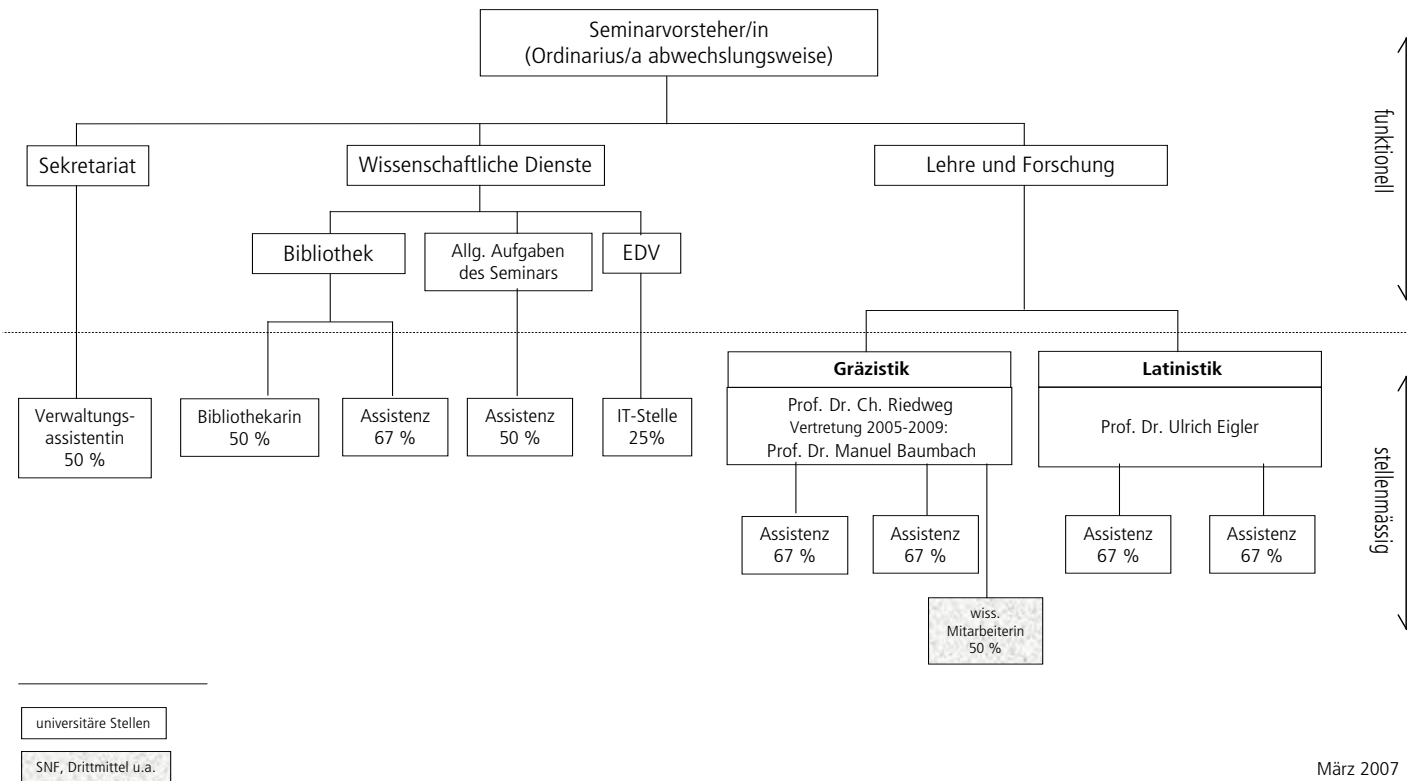 Seminarvorsteher/in
(Ordinarius/a abwechslungsweise)
funktionell
Sekretariat
Wissenschaftliche Dienste
Lehre und Forschung
Bibliothek
Allg. Aufgaben
des Seminars
EDV
Verwaltungs-
assistentin
50 %
Bibliothekarin
50 %
Assistenz
67 %
Assistenz
50 %
IT-Stelle
25%
Gräzistik
Prof. Dr. Ch. Riedweg
Vertretung 2005-2009:
Prof. Dr. Manuel Baumbach
Latinistik
Prof. Dr. Ulrich Eigler
stellenmässig
Assistenz
67 %
Assistenz
67 %
Assistenz
67 %
Assistenz
67 %
wiss.
Mitarbeiterin
50 %
universitäre Stellen
SNF, Drittmittel u.a.
März 2007